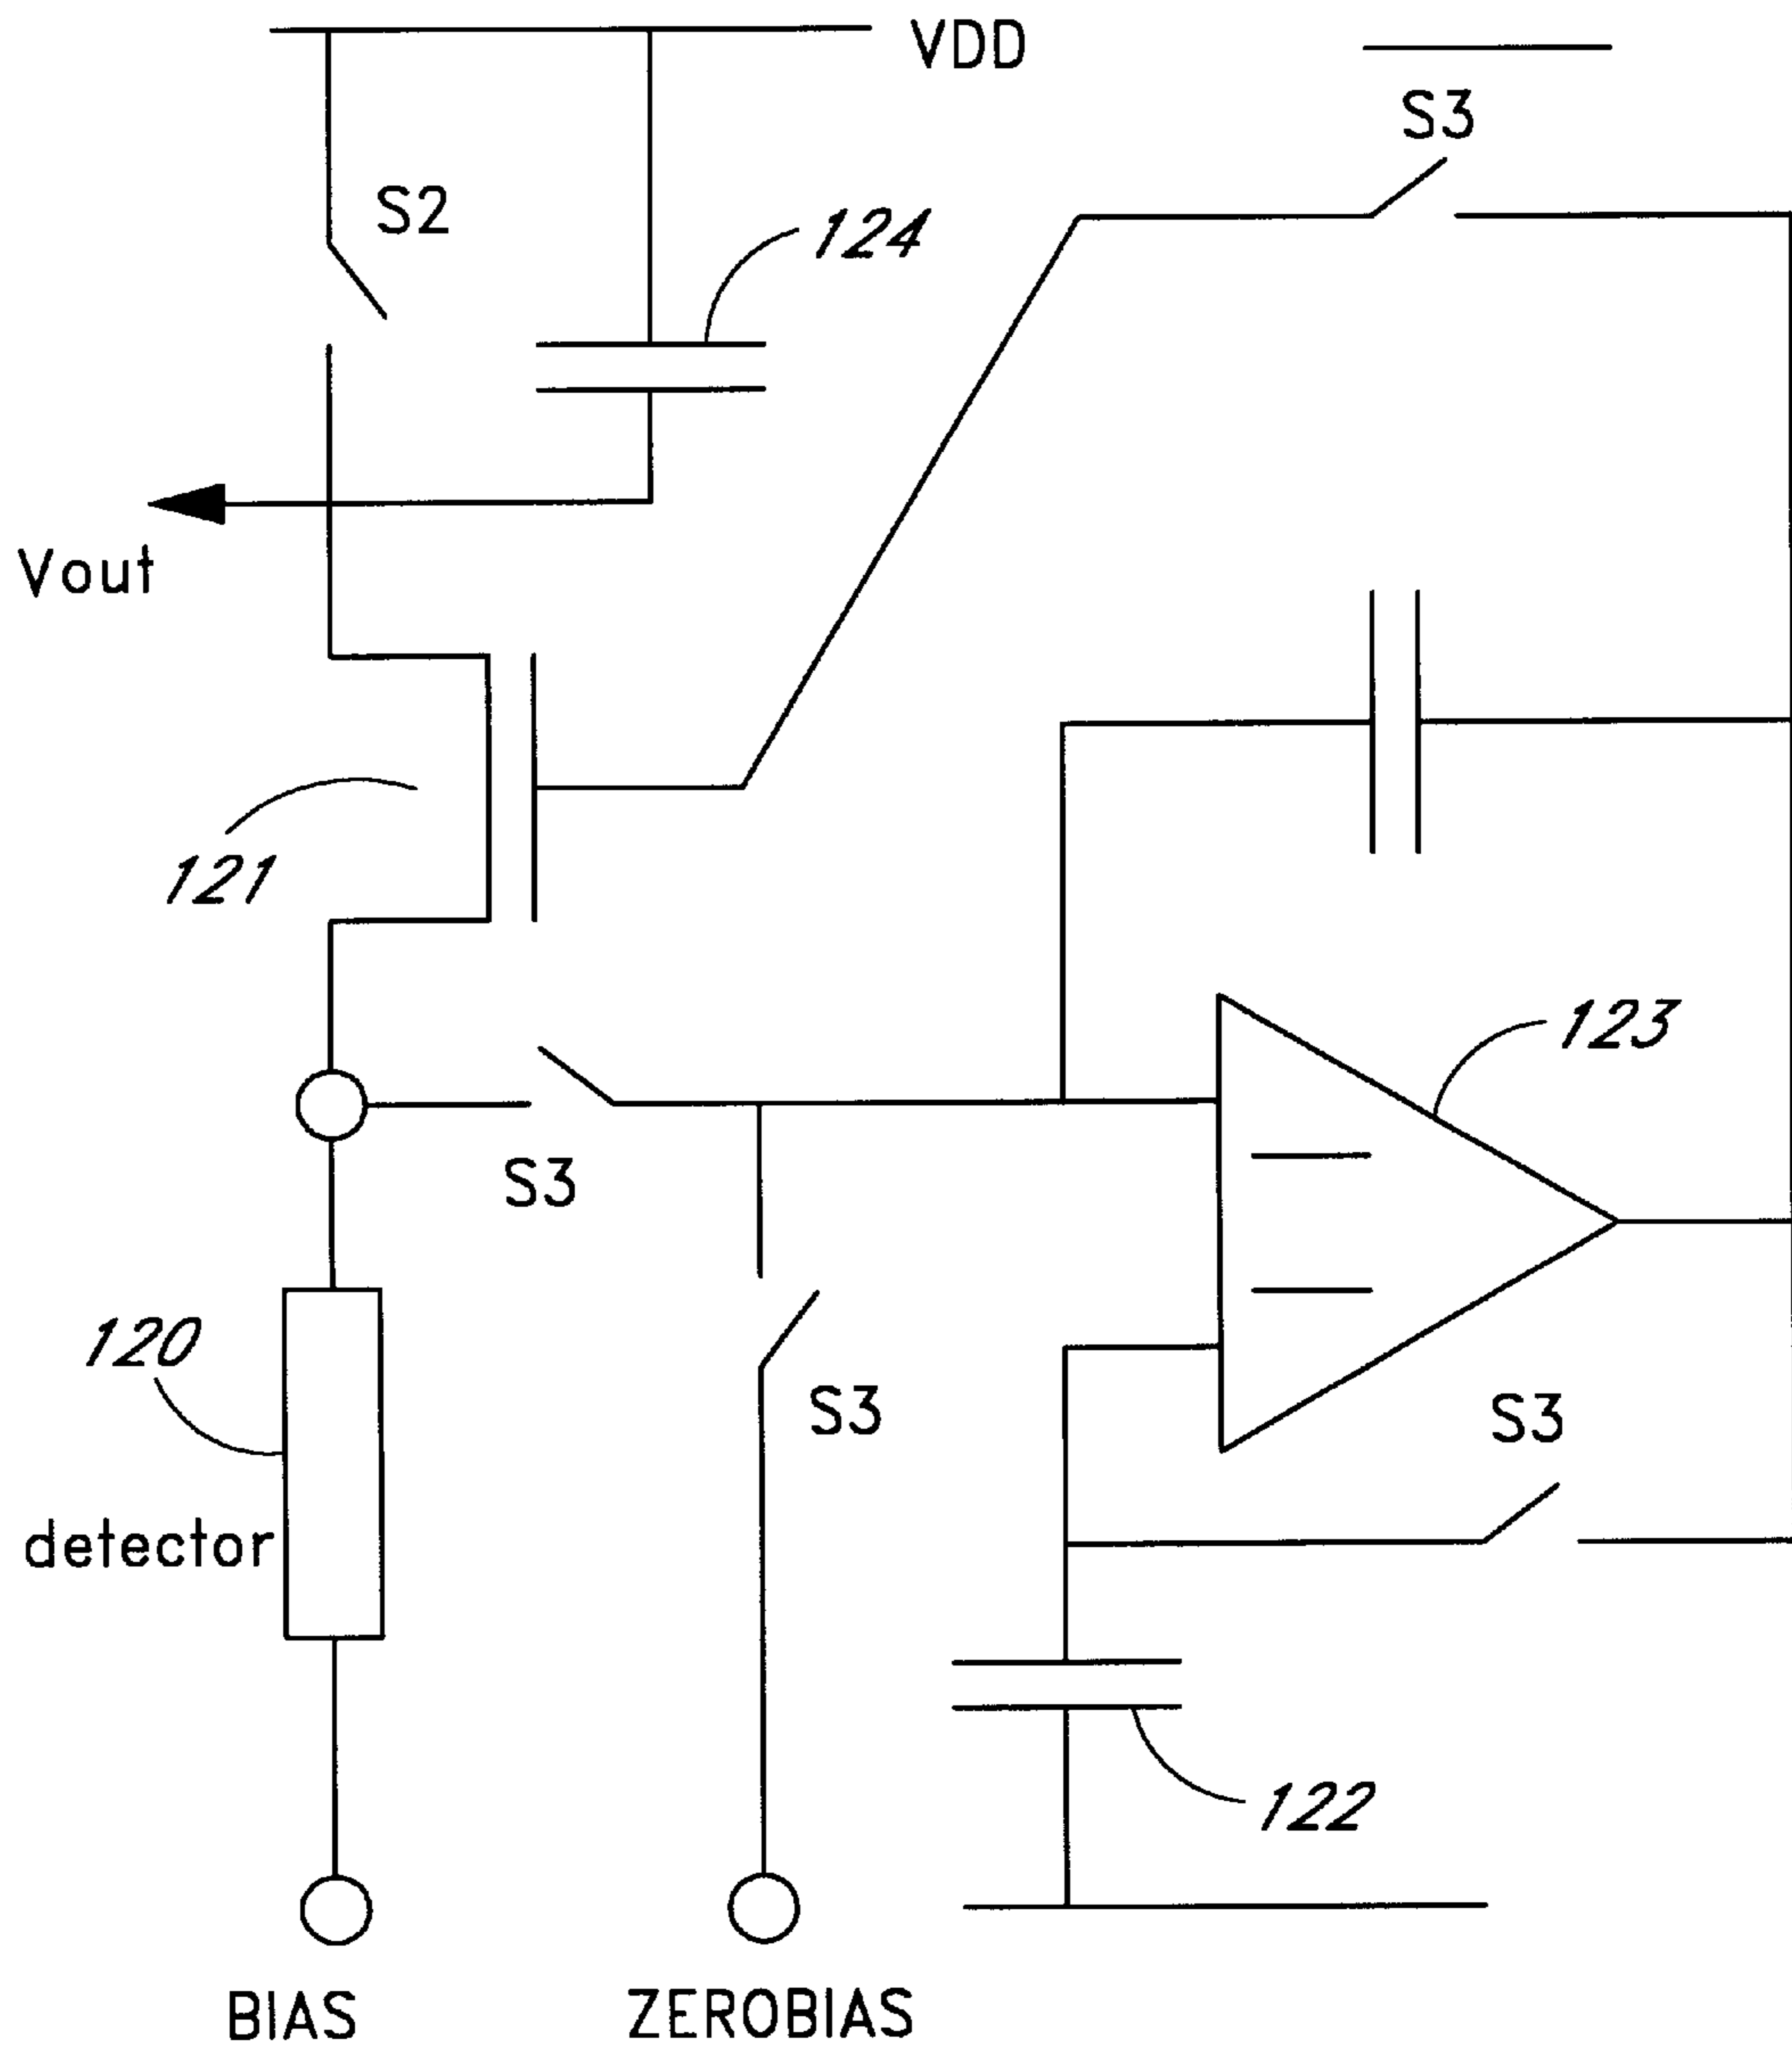 VDD
S3
S2
124
Vout
121
123
S3
120
S3
S3
detector
122
BIAS
ZEROBIAS